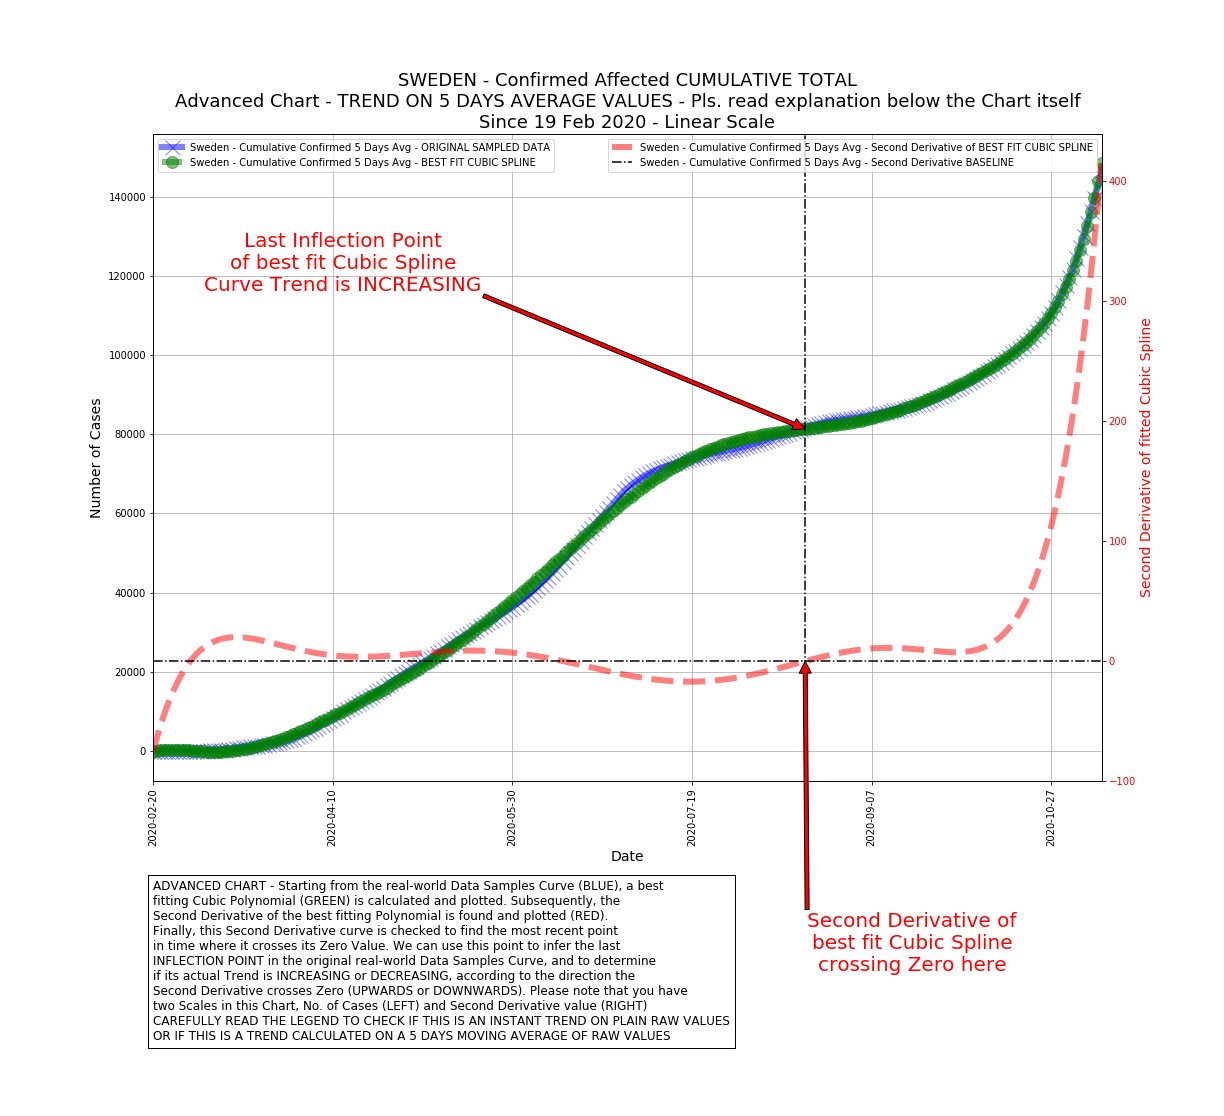 SWEDEN - Confirmed Affected CUMULATIVE TOTAL
Advanced Chart - TREND ON 5 DAYS AVERAGE VALUES - Pls. read explanation below the Chart itself
Since 19 Feb 2020 - Linear Scale
Sweden - Cumulative Confirmed 5 Days Avg - ORIGINAL SAMPLED DATA
Sweden - Cumulative Confirmed 5 Days Avg - BEST FIT CUBIC SPLINE
Sweden - Cumulative Confirmed 5 Days Avg - Second Derivative of BEST FIT CUBIC SPLINE
Sweden - Cumulative Confirmed 5 Days Avg - Second Derivative BASELINE
Last Inflection Point
of best fit Cubic Spline
Curve Trend is INCREASING
Number of Cases
140000
120000
100000
80000
60000
40000
20000
0
400
300
200
100
0
−100
Second Derivative of fitted Cubic Spline
2020-02-20
2020-04-10
2020-05-30
2020-07-19
2020-09-07
2020-10-27
Date
Second Derivative of
best fit Cubic Spline
crossing Zero here
ADVANCED CHART - Starting from the real-world Data Samples Curve (BLUE), a best
fitting Cubic Polynomial (GREEN) is calculated and plotted. Subsequently, the
Second Derivative of the best fitting Polynomial is found and plotted (RED).
Finally, this Second Derivative curve is checked to find the most recent point
in time where it crosses its Zero Value. We can use this point to infer the last
INFLECTION POINT in the original real-world Data Samples Curve, and to determine
if its actual Trend is INCREASING or DECREASING, according to the direction the
Second Derivative crosses Zero (UPWARDS or DOWNWARDS). Please note that you have
two Scales in this Chart, No. of Cases (LEFT) and Second Derivative value (RIGHT)
CAREFULLY READ THE LEGEND TO CHECK IF THIS IS AN INSTANT TREND ON PLAIN RAW VALUES
OR IF THIS IS A TREND CALCULATED ON A 5 DAYS MOVING AVERAGE OF RAW VALUES